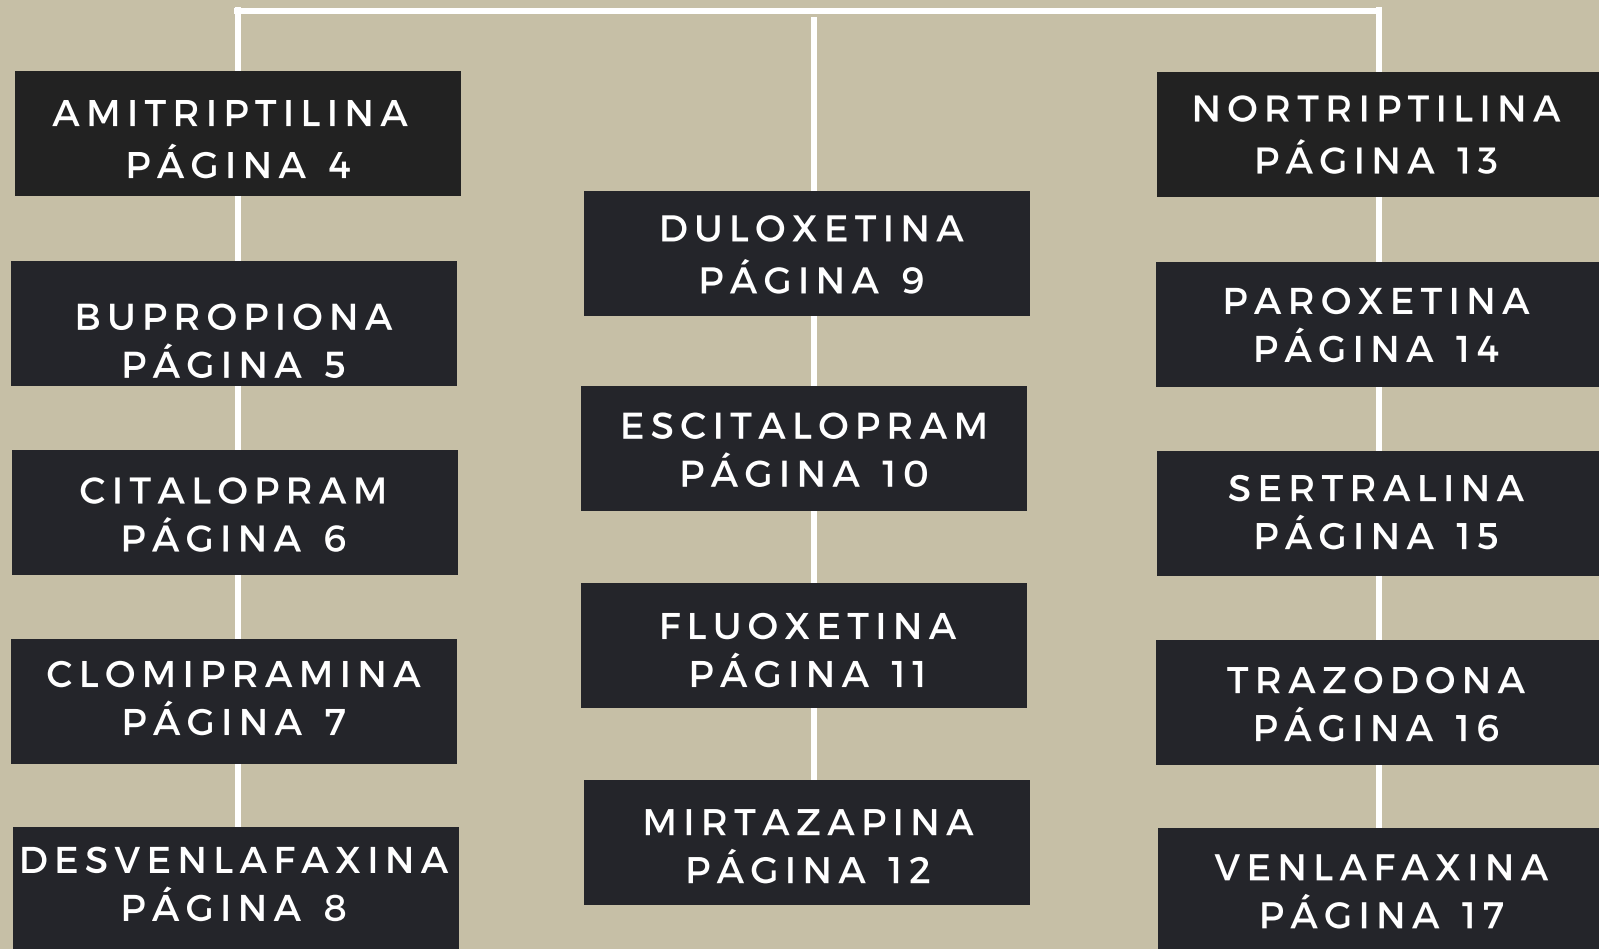 AMITRIPTILINA
PÁGINA 4
BUPROPIONA
PÁGINA 5
CITALOPRAM
PÁGINA 6
CLOMIPRAMINA
PÁGINA 7
DESVENLAFAXINA
PÁGINA 8
DULOXETINA
PÁGINA 9
ESCITALOPRAM
PÁGINA 10
FLUOXETINA
PÁGINA 11
MIRTAZAPINA
PÁGINA 12
NORTRIPTILINA
PÁGINA 13
PAROXETINA
PÁGINA 14
SERTRALINA
PÁGINA 15
TRAZODONA
PÁGINA 16
VENLAFAXINA
PÁGINA 17